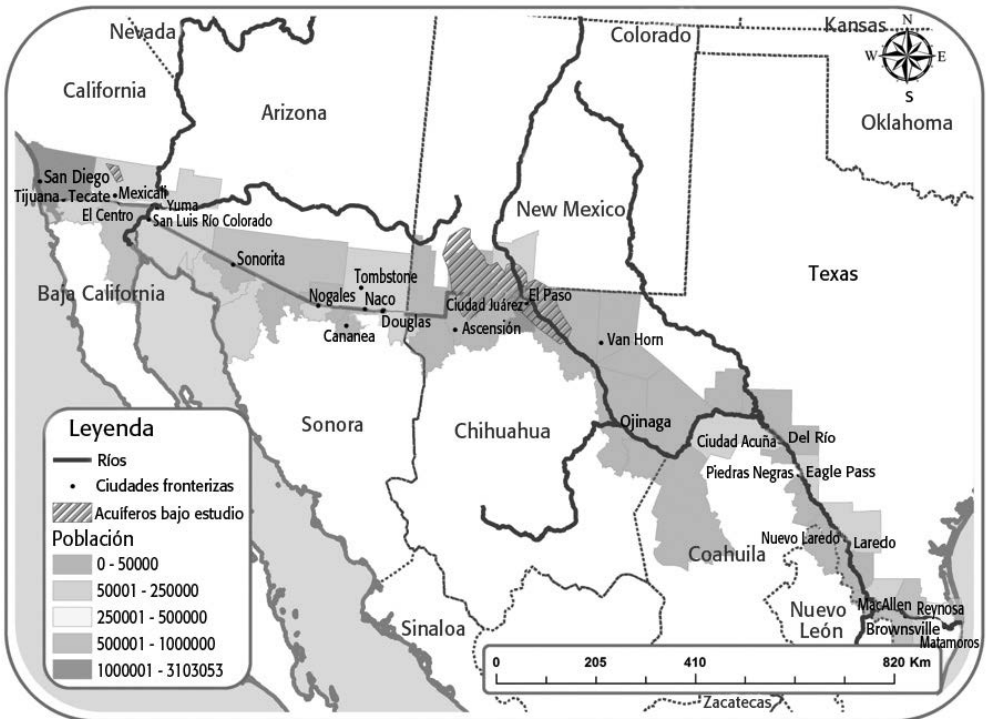 Nevada
Colorado
Kansas
N
W
E
S
California
Arizona
Oklahoma
San Diego
Tijuana
Tecate
Mexicali
Yuma
El Centro
San Luis Río Colorado
New Mexico
Texas
Sonorita
Baja California
Tombstone
Nogales
Naco
Douglas
Cananea
Ciudad Juárez
El Paso
Ascensión
Van Horn
Sonora
Chihuahua
Ojinaga
Ciudad Acuña
Del Río
Piedras Negras
Eagle Pass
Nuevo Laredo
Laredo
Coahuila
MacAllen
Reynosa
Brownsville
Matamoros
Nuevo
León
Sinaloa
Zacatecas
Leyenda
Ríos
Ciudades fronterizas
Acuíferos bajo estudio
Población
0 - 50000
50001 - 250000
250001 - 500000
500001 - 1000000
1000001 - 3103053
0 205 410 820 Km